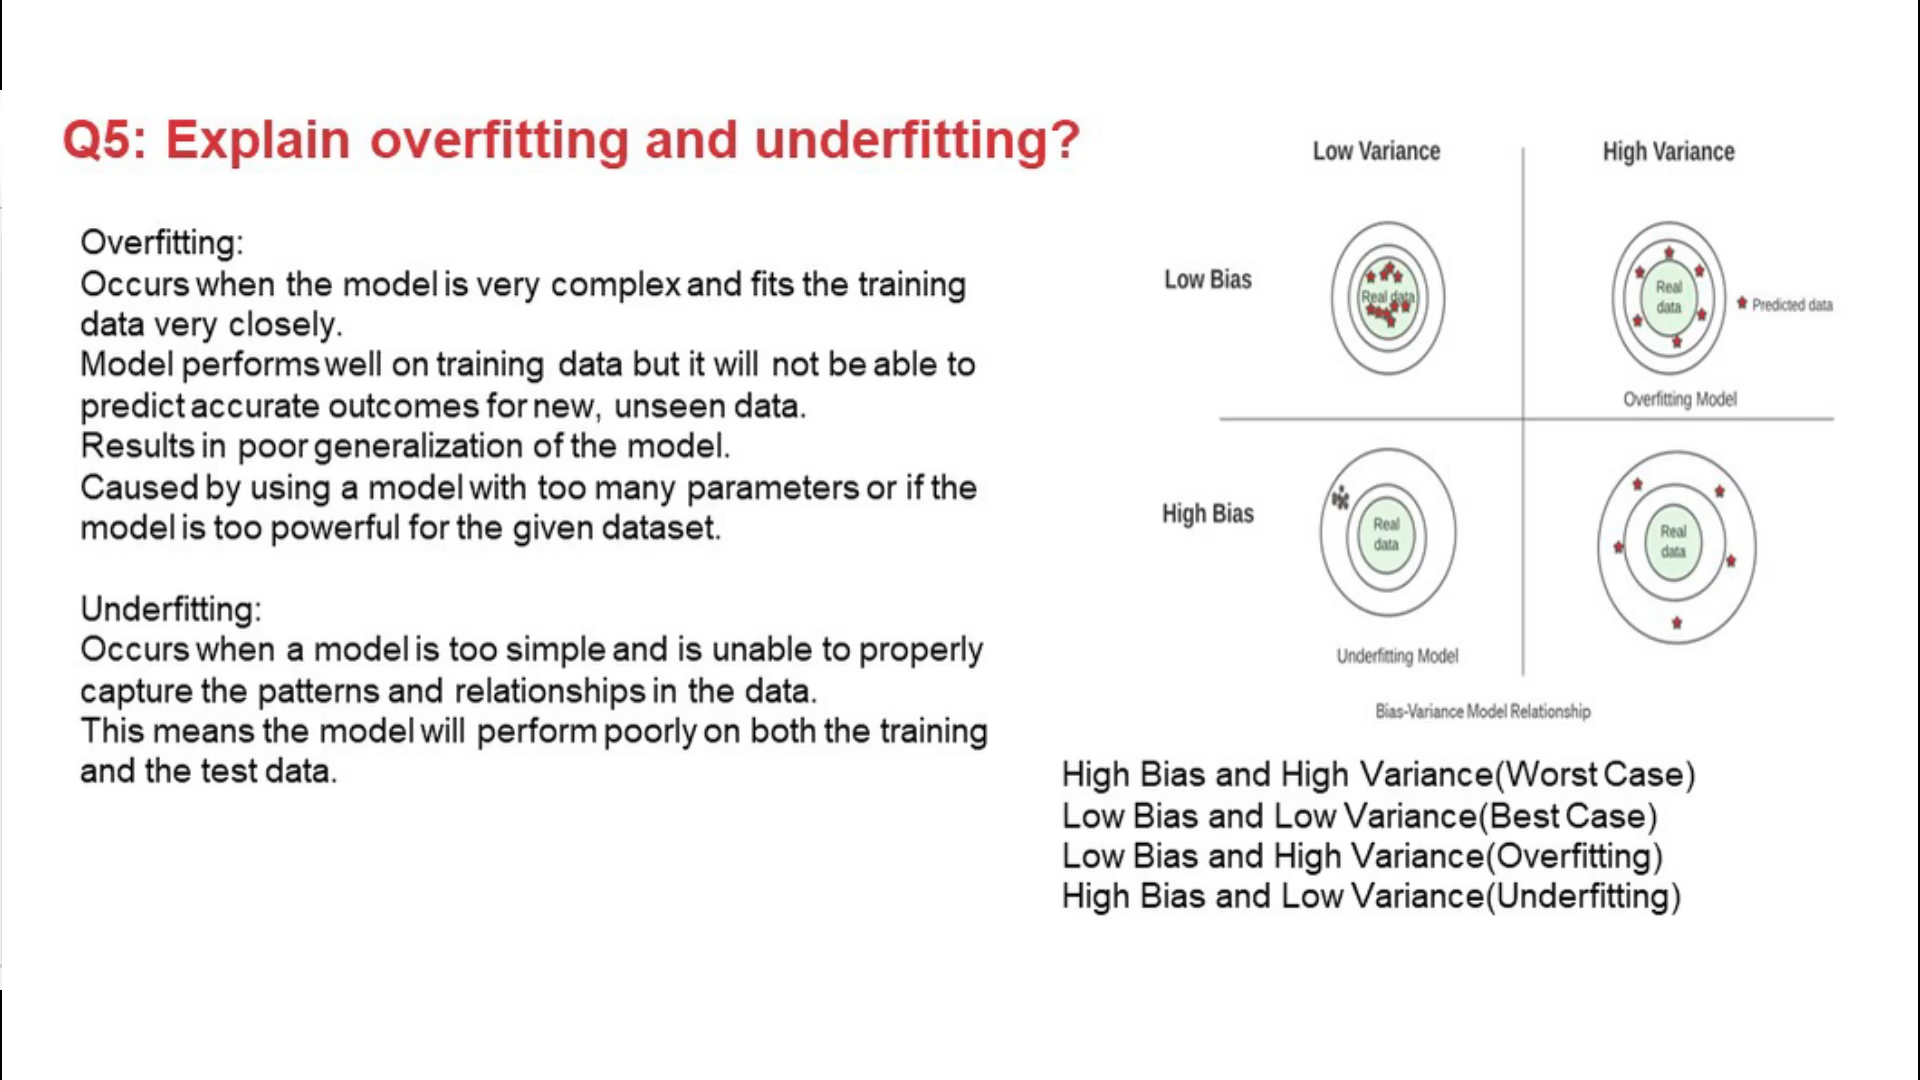 Q5: Explain overfitting and underfitting?
Overfitting:
Occurs when the model is very complex and fits the training
data very closely.
Model performs well on training data but it will not be able to
predict accurate outcomes for new, unseen data.
Results in poor generalization of the model.
Caused by using a model with too many parameters or if the
model is too powerful for the given dataset.
Underfitting:
Occurs when a model is too simple and is unable to properly
capture the patterns and relationships in the data.
This means the model will perform poorly on both the training
and the test data.
Low Variance
High Variance
Low Bias
Real data
Real
data
Predicted data
Overfitting Model
High Bias
Real
data
Real
data
Underfitting Model
Bias-Variance Model Relationship
High Bias and High Variance(Worst Case)
Low Bias and Low Variance(Best Case)
Low Bias and High Variance(Overfitting)
High Bias and Low Variance(Underfitting)